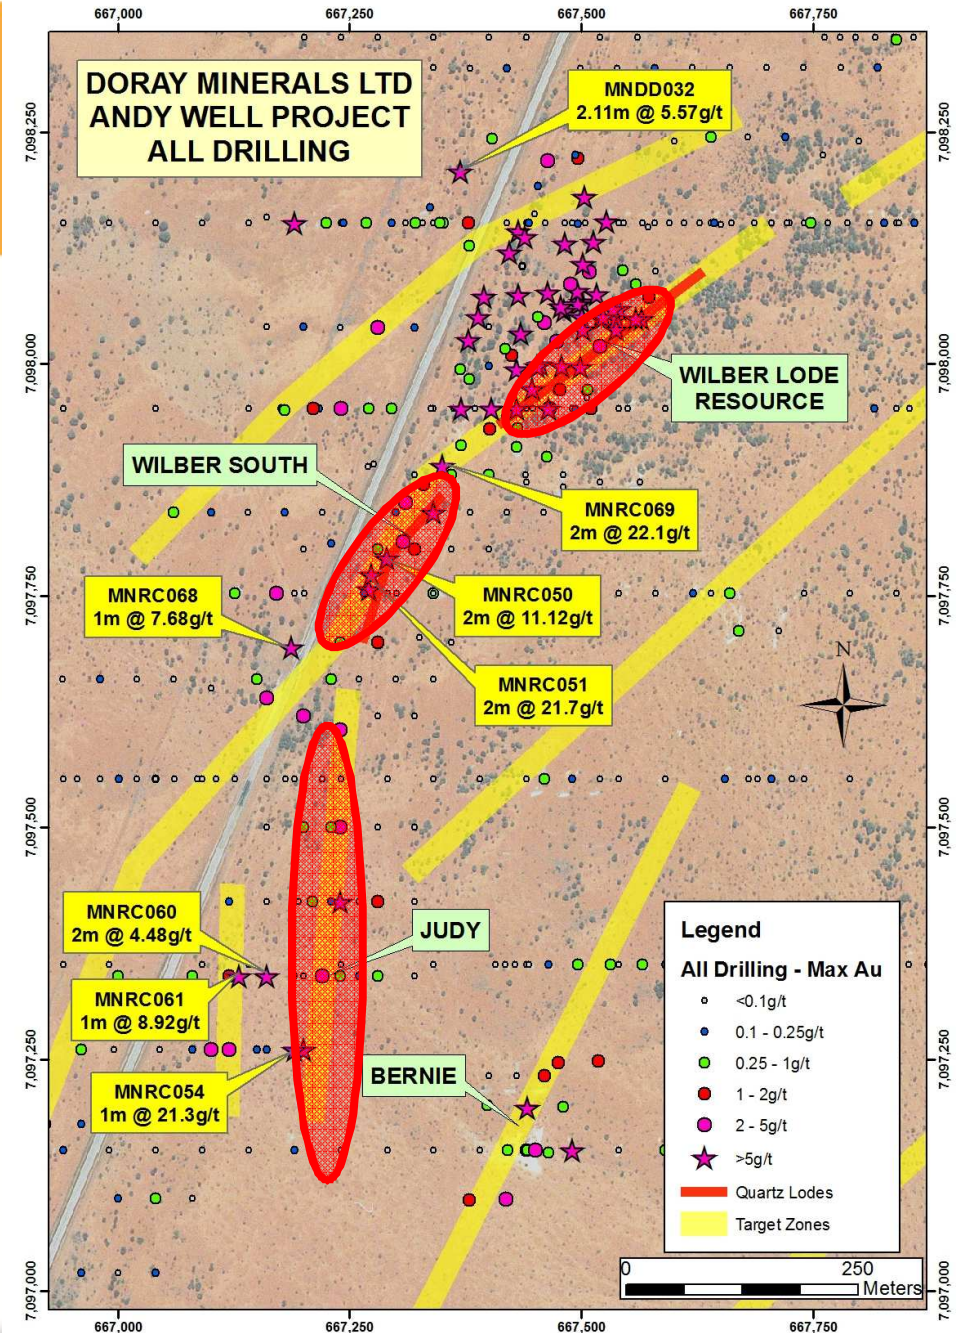 667,000
667,250
667,500
667,750
DORAY MINERALS LTD
ANDY WELL PROJECT
ALL DRILLING
MNDD032
2.11m @ 5.57g/t
7,098,250
7,098,250
7,098,000
7,098,000
WILBER LODE
RESOURCE
WILBER SOUTH
MNRC069
2m @ 22.1g/t
MNRC068
1m @ 7.68g/t
MNRC050
2m @ 11.12g/t
7,097,750
7,097,750
MNRC051
2m @ 21.7g/t
N
7,097,500
7,097,500
MNRC060
2m @ 4.48g/t
JUDY
MNRC061
1m @ 8.92g/t
MNRC054
1m @ 21.3g/t
BERNIE
7,097,250
7,097,250
Legend
All Drilling - Max Au
<0.1g/t
0.1 - 0.25g/t
0.25 - 1g/t
1 - 2g/t
2 - 5g/t
>5g/t
Quartz Lodes
Target Zones
0 250
Meters
7,097,000
7,097,000
667,000
667,250
667,500
667,750